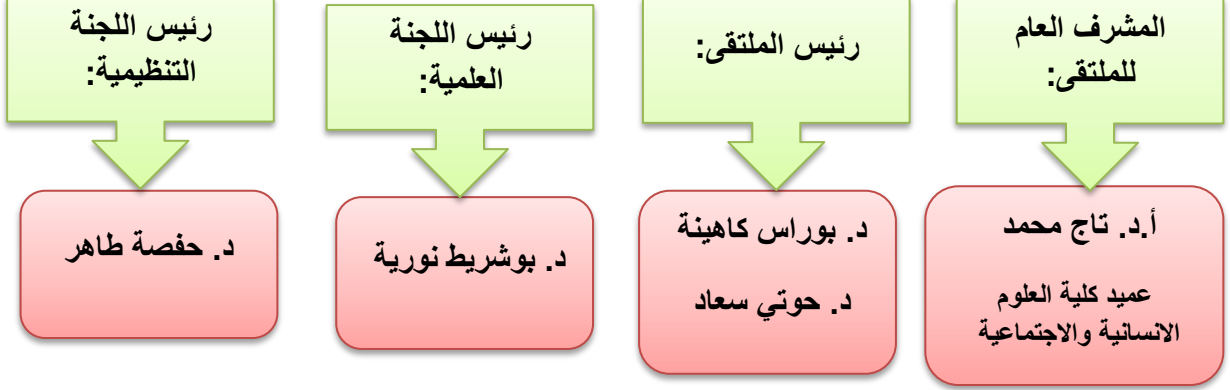 المشرف العام
للملتقى:
أ.د. تاج محمد
عميد كلية العلوم
الانسانية والاجتماعية
رئيس الملتقى:
د. بوراس كاهينة
د. حوتي سعاد
رئيس اللجنة
العلمية:
د. بوشريط نورية
رئيس اللجنة
التنظيمية:
د. حفصة طاهر